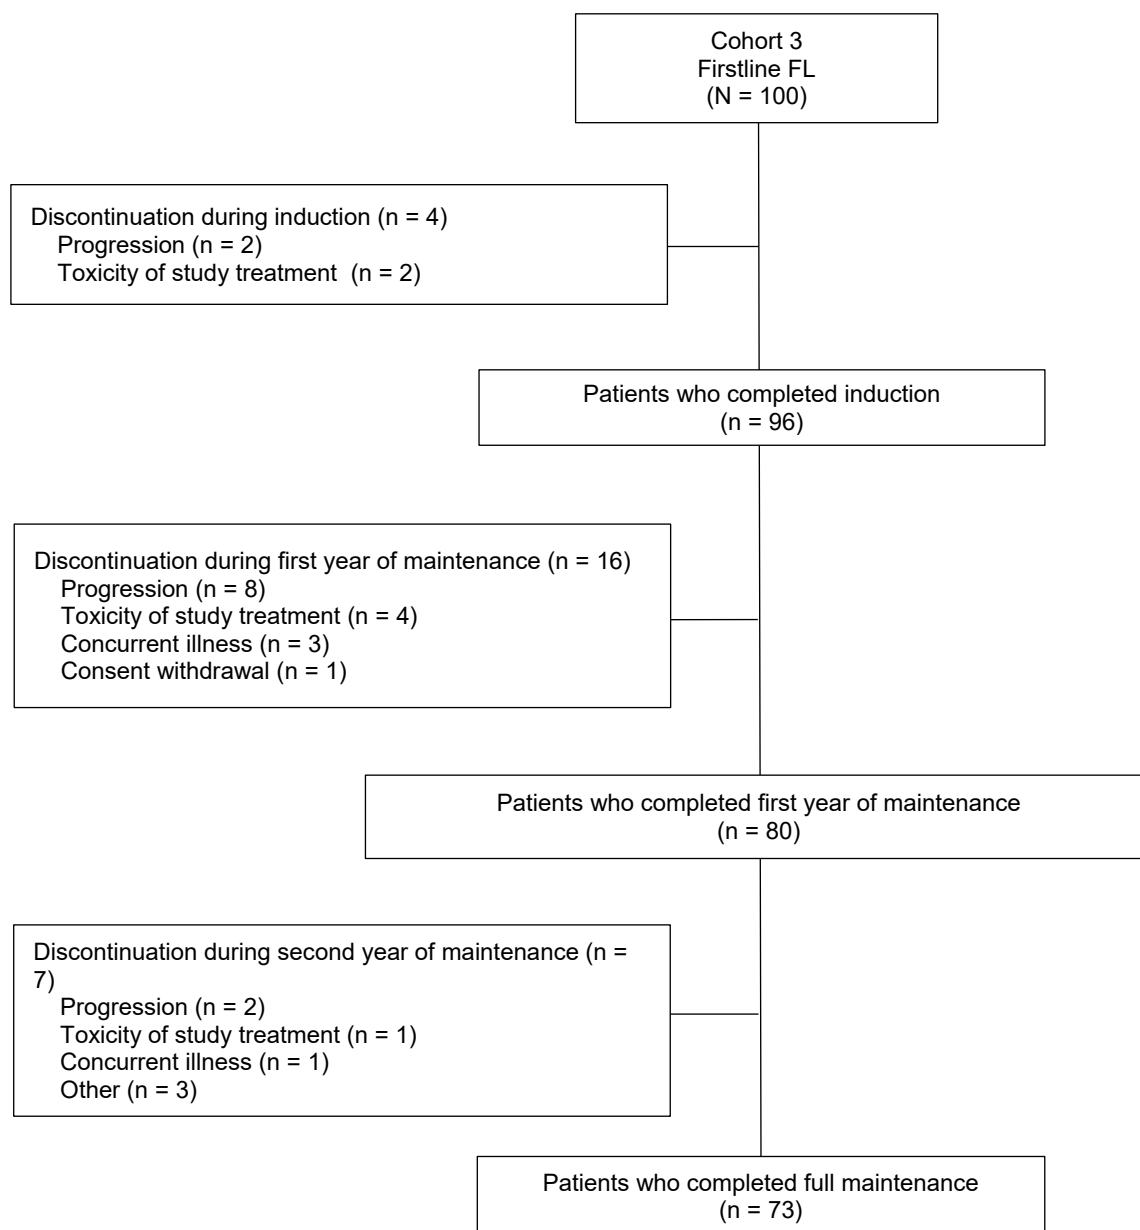 Cohort 3
Firstline FL
(N = 100)
Discontinuation during induction (n = 4)
Progression (n = 2)
Toxicity of study treatment  (n = 2)
Patients who completed induction
(n = 96)
Discontinuation during first year of maintenance (n = 16)
Progression (n = 8)
Toxicity of study treatment (n = 4)
Concurrent illness (n = 3)
Consent withdrawal (n = 1)
Patients who completed first year of maintenance
(n = 80)
Discontinuation during second year of maintenance (n =
7)
Progression (n = 2)
Toxicity of study treatment (n = 1)
Concurrent illness (n = 1)
Other (n = 3)
Patients who completed full maintenance
(n = 73)